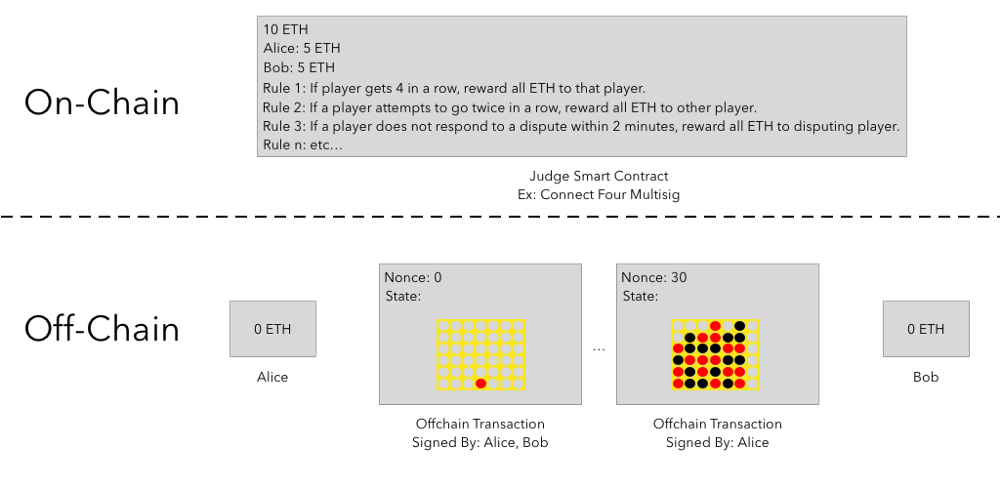 On-Chain
10 ETH
Alice: 5 ETH
Bob: 5 ETH
Rule 1: If player gets 4 in a row, reward all ETH to that player.
Rule 2: If a player attempts to go twice in a row, reward all ETH to other player.
Rule 3: If a player does not respond to a dispute within 2 minutes, reward all ETH to disputing player.
Rule n: etc...
Judge Smart Contract
Ex: Connect Four Multisig
Off-Chain
0 ETH
Alice
Nonce: 0
State:
Offchain Transaction
Signed By: Alice, Bob
...
Nonce: 30
State:
Offchain Transaction
Signed By: Alice
0 ETH
Bob